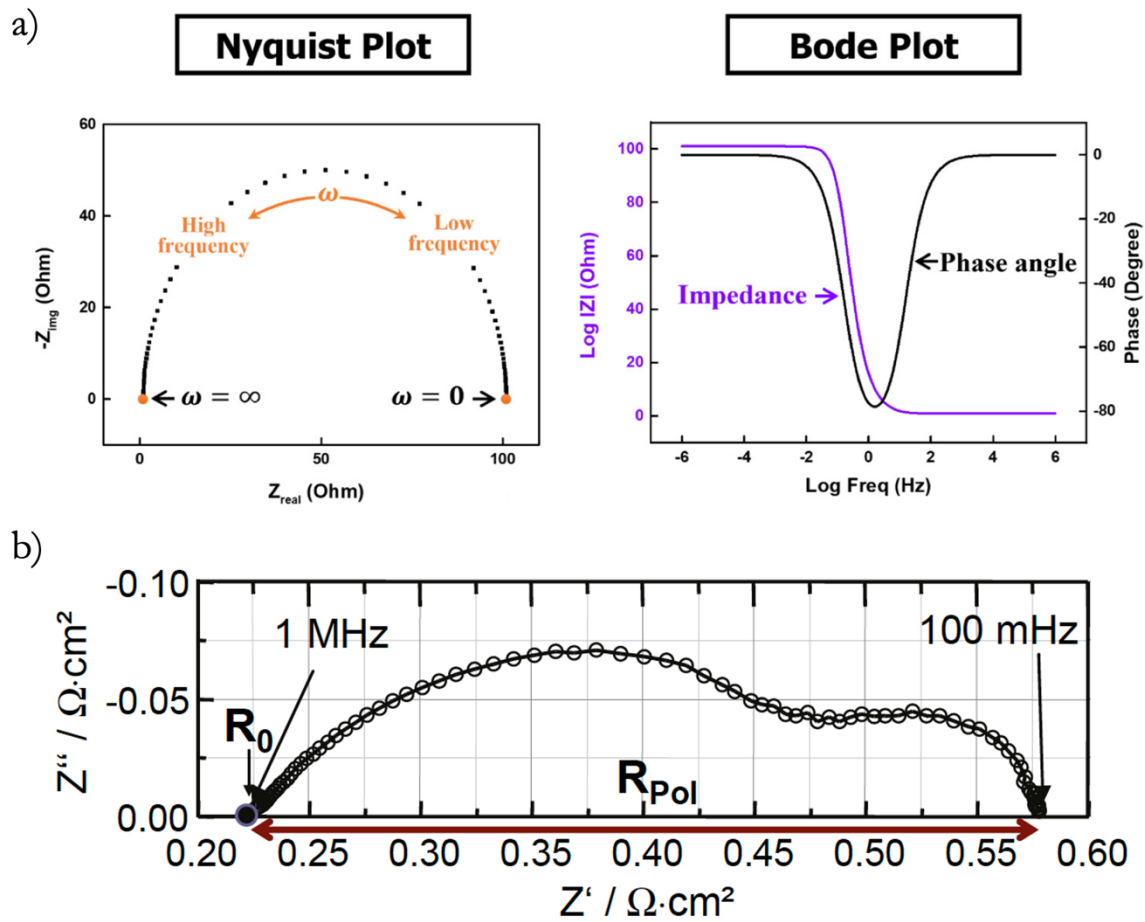 a)
Nyquist Plot
Bode Plot
60
40
20
0
-Z_img (Ohm)
High
frequency
ω
Low
frequency
ω = ∞
ω = 0
0
50
100
Z_real (Ohm)
100
80
60
40
20
0
Log |Z| (Ohm)
Impedance
Phase angle
0
-20
-40
-60
-80
Phase (Degree)
-6
-4
-2
0
2
4
6
Log Freq (Hz)
b)
-0.10
-0.05
0.00
Z“ / Ω·cm²
1 MHz
100 mHz
R₀
R_Pol
0.20
0.25
0.30
0.35
0.40
0.45
0.50
0.55
0.60
Z‘ / Ω·cm²